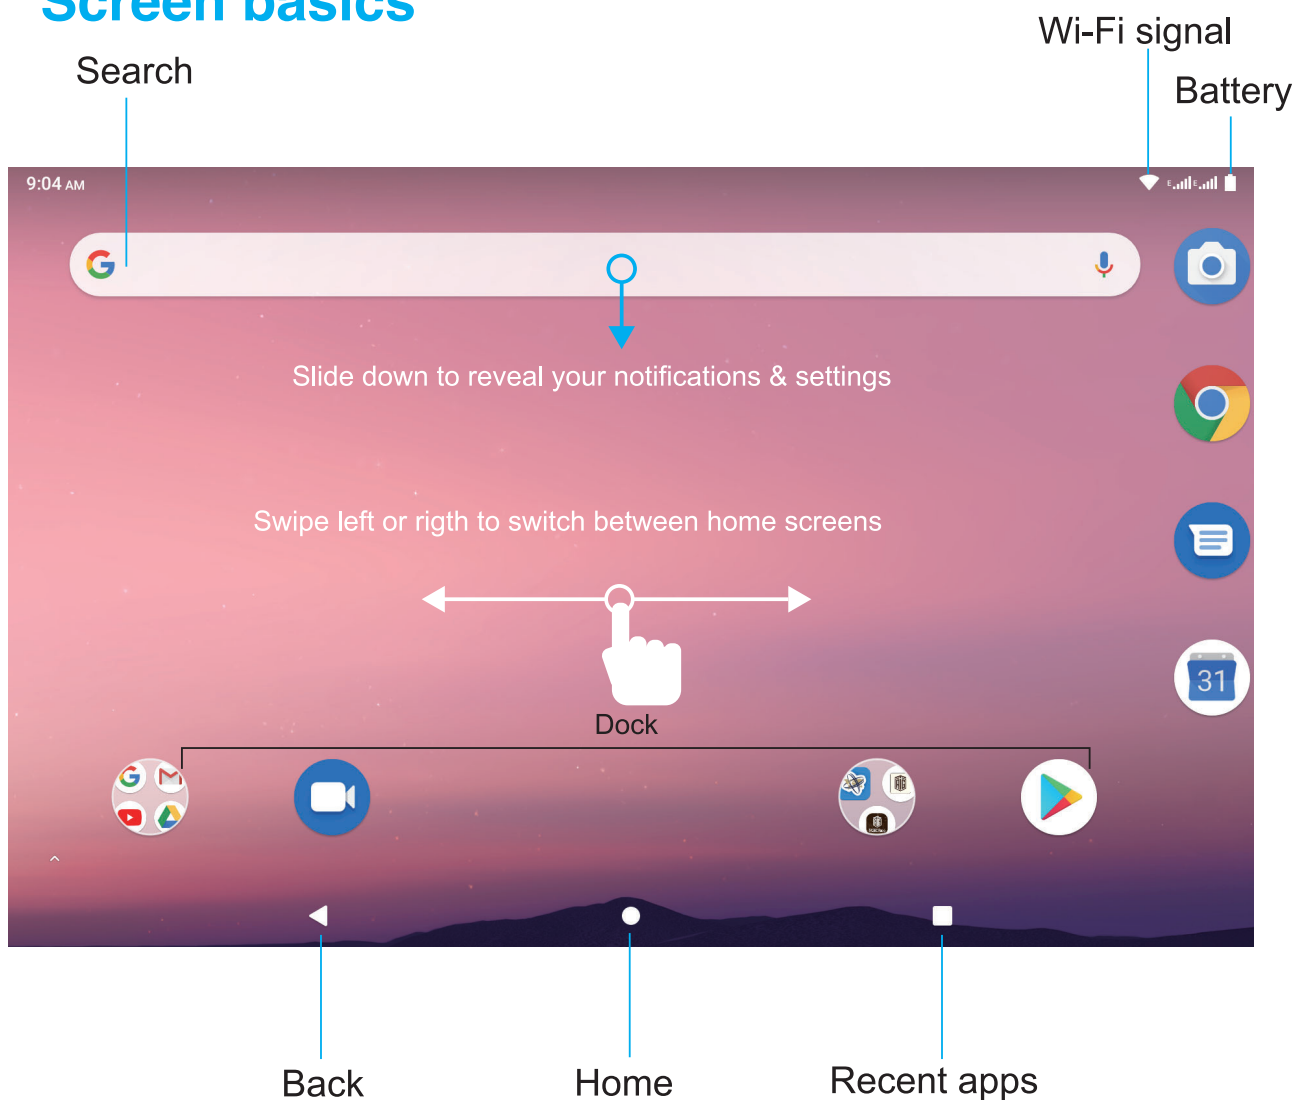 Screen basics
Wi-Fi signal
Search
Battery
9:04 AM
E E
G
Slide down to reveal your notifications & settings
Swipe left or rigth to switch between home screens
31
Dock
G M
Back
Home
Recent apps